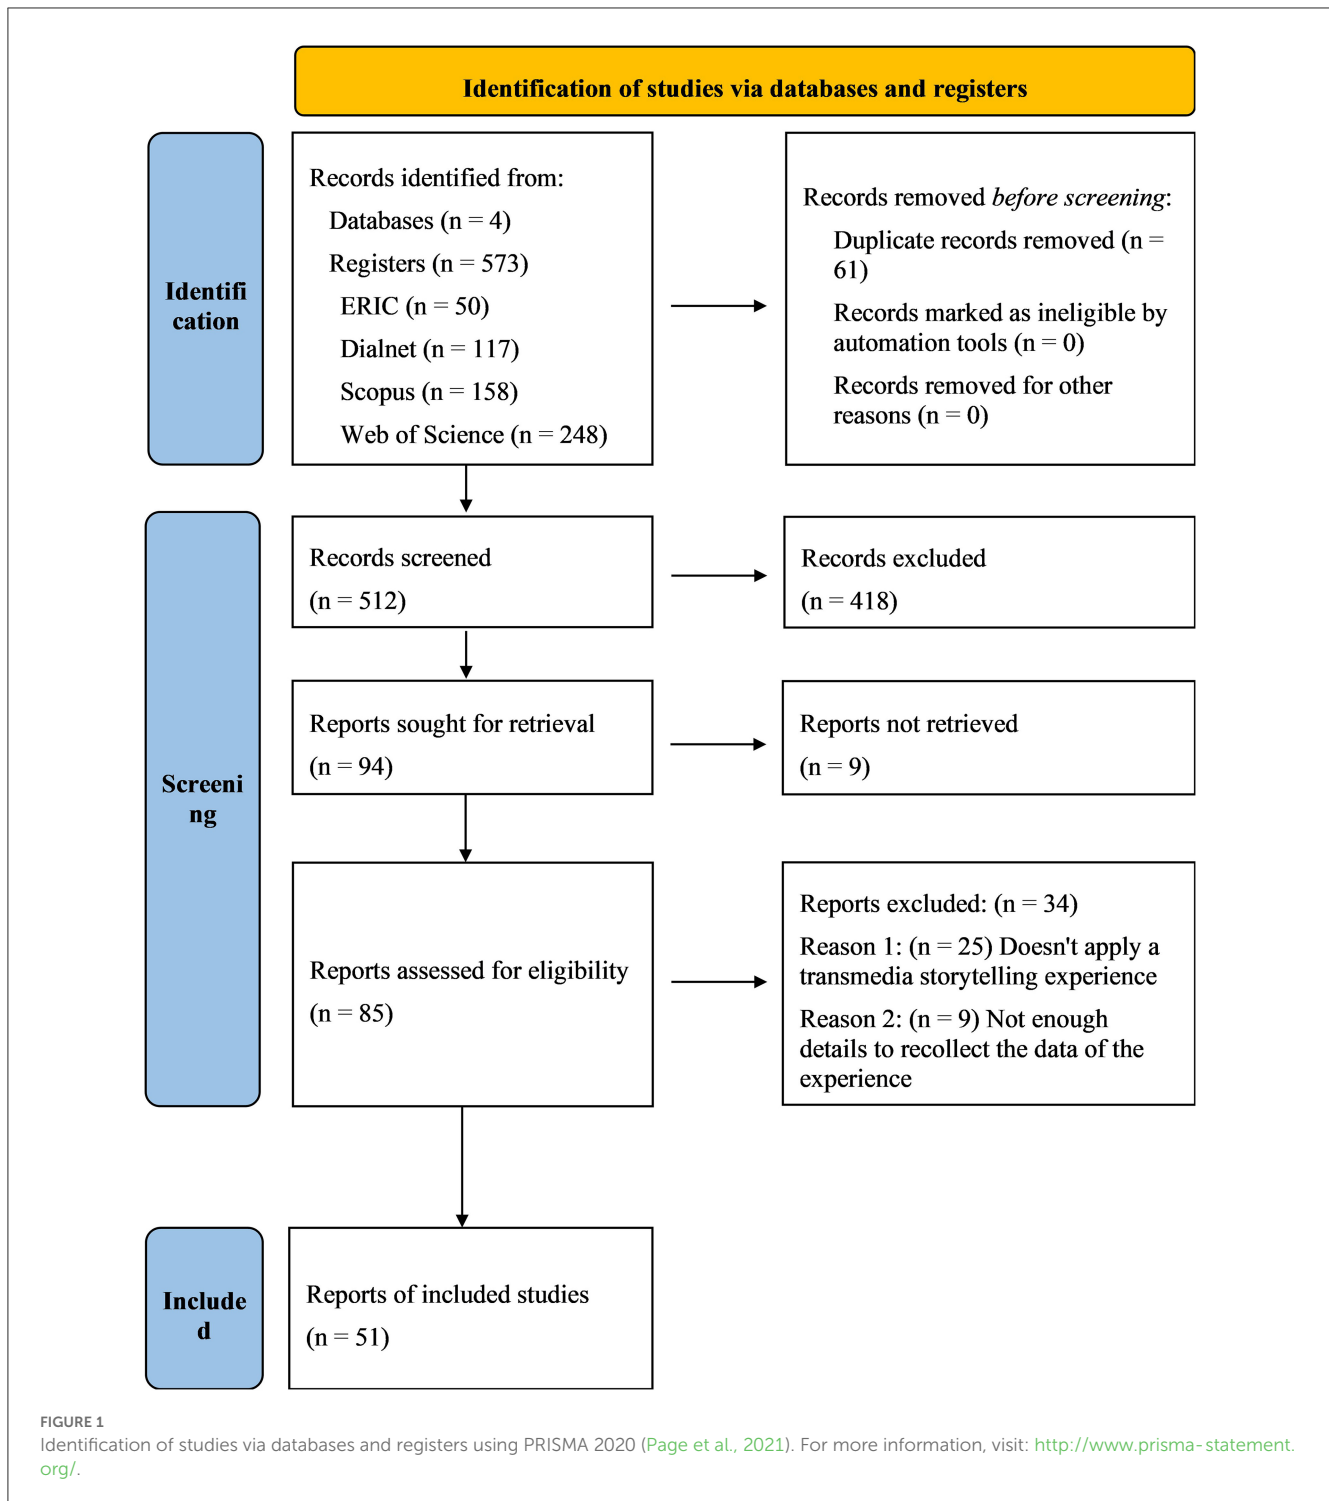 Identification of studies via databases and registers
Identifi
cation
Records identified from:
Databases (n = 4)
Registers (n = 573)
ERIC (n = 50)
Dialnet (n = 117)
Scopus (n = 158)
Web of Science (n = 248)
Records removed before screening:
Duplicate records removed (n =
61)
Records marked as ineligible by
automation tools (n = 0)
Records removed for other
reasons (n = 0)
Screeni
ng
Records screened
(n = 512)
Records excluded
(n = 418)
Reports sought for retrieval
(n = 94)
Reports not retrieved
(n = 9)
Reports assessed for eligibility
(n = 85)
Reports excluded: (n = 34)
Reason 1: (n = 25) Doesn't apply a
transmedia storytelling experience
Reason 2: (n = 9) Not enough
details to recollect the data of the
experience
Include
d
Reports of included studies
(n = 51)
FIGURE 1
Identification of studies via databases and registers using PRISMA 2020 (Page et al., 2021). For more information, visit: http://www.prisma-statement.
org/.